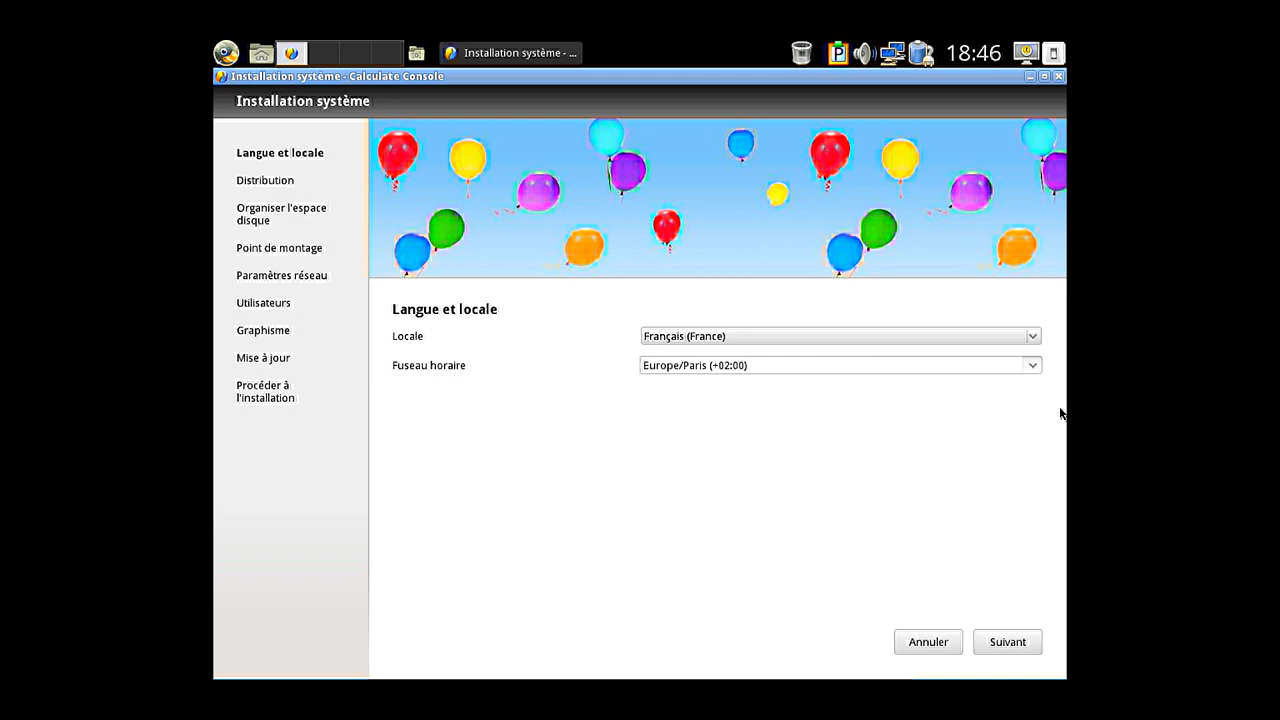 Installation système - ...
18:46
Installation système - Calculate Console
Installation système
Langue et locale
Distribution
Organiser l'espace
disque
Point de montage
Paramètres réseau
Utilisateurs
Graphisme
Mise à jour
Procéder à
l'installation
Langue et locale
Locale
Français (France)
Fuseau horaire
Europe/Paris (+02:00)
Annuler
Suivant